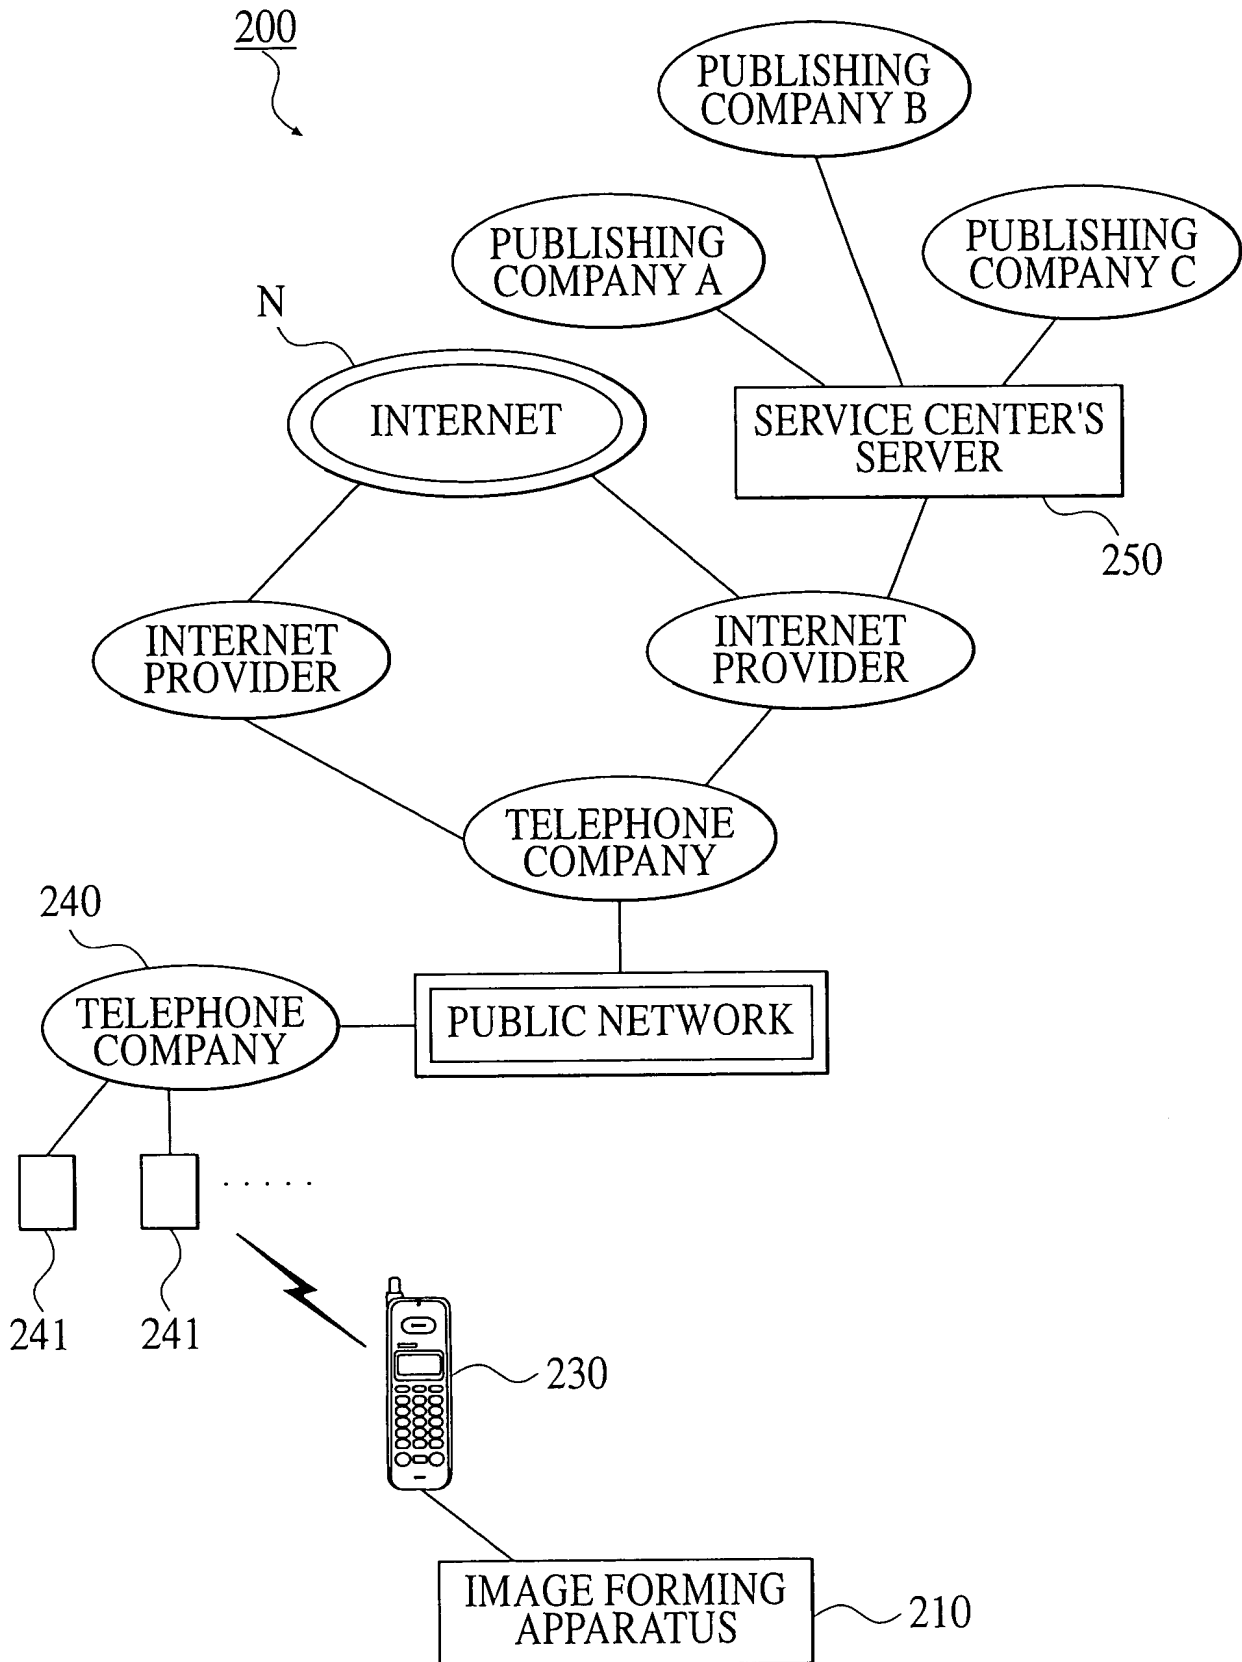 200
PUBLISHING
COMPANY B
PUBLISHING
COMPANY A
PUBLISHING
COMPANY C
N
INTERNET
SERVICE CENTER'S
SERVER
250
INTERNET
PROVIDER
INTERNET
PROVIDER
TELEPHONE
COMPANY
240
TELEPHONE
COMPANY
PUBLIC NETWORK
241
241
230
IMAGE FORMING
APPARATUS
210